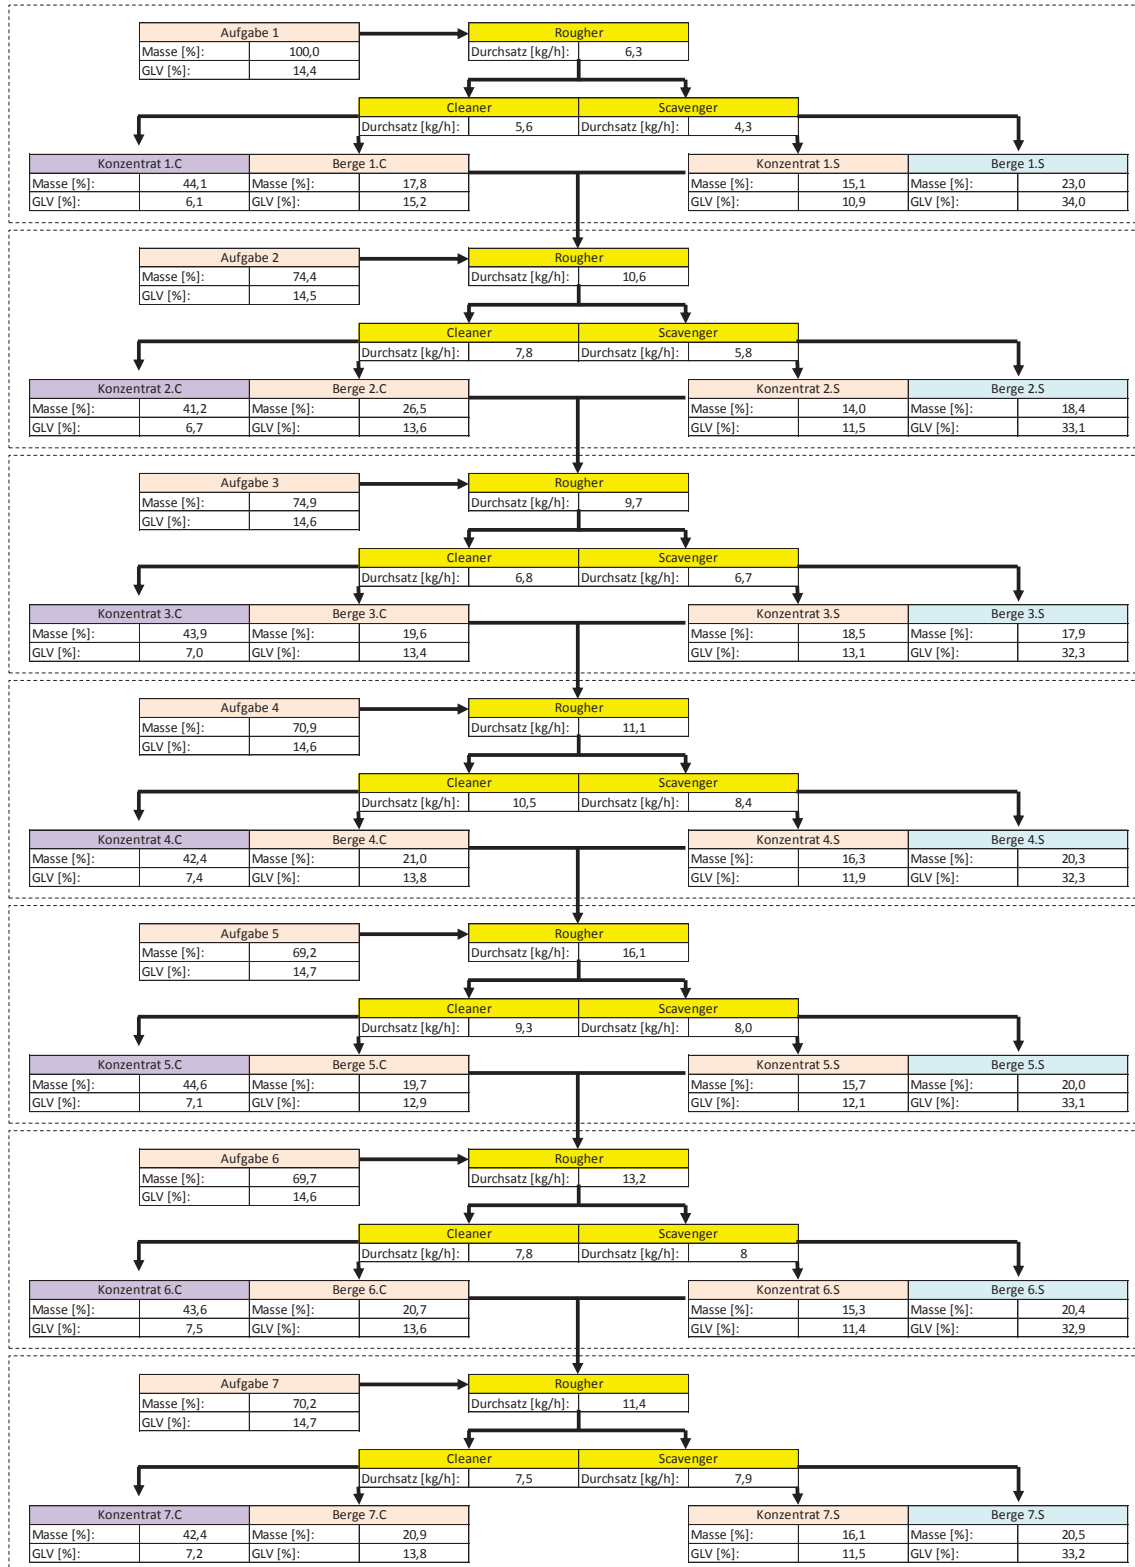 Aufgabe 1 Rougher
Masse [%]: 100,0 Durchsatz [kg/h]: 6,3
GLV [%]: 14,4
Cleaner Scavenger
Durchsatz [kg/h]: 5,6 Durchsatz [kg/h]: 4,3
Konzentrat 1.C Berge 1.C Konzentrat 1.S Berge 1.S
Masse [%]: 44,1 Masse [%]: 17,8 Masse [%]: 15,1 Masse [%]: 23,0
GLV [%]: 6,1 GLV [%]: 15,2 GLV [%]: 10,9 GLV [%]: 34,0
Aufgabe 2 Rougher
Masse [%]: 74,4 Durchsatz [kg/h]: 10,6
GLV [%]: 14,5
Cleaner Scavenger
Durchsatz [kg/h]: 7,8 Durchsatz [kg/h]: 5,8
Konzentrat 2.C Berge 2.C Konzentrat 2.S Berge 2.S
Masse [%]: 41,2 Masse [%]: 26,5 Masse [%]: 14,0 Masse [%]: 18,4
GLV [%]: 6,7 GLV [%]: 13,6 GLV [%]: 11,5 GLV [%]: 33,1
Aufgabe 3 Rougher
Masse [%]: 74,9 Durchsatz [kg/h]: 9,7
GLV [%]: 14,6
Cleaner Scavenger
Durchsatz [kg/h]: 6,8 Durchsatz [kg/h]: 6,7
Konzentrat 3.C Berge 3.C Konzentrat 3.S Berge 3.S
Masse [%]: 43,9 Masse [%]: 19,6 Masse [%]: 18,5 Masse [%]: 17,9
GLV [%]: 7,0 GLV [%]: 13,4 GLV [%]: 13,1 GLV [%]: 32,3
Aufgabe 4 Rougher
Masse [%]: 70,9 Durchsatz [kg/h]: 11,1
GLV [%]: 14,6
Cleaner Scavenger
Durchsatz [kg/h]: 10,5 Durchsatz [kg/h]: 8,4
Konzentrat 4.C Berge 4.C Konzentrat 4.S Berge 4.S
Masse [%]: 42,4 Masse [%]: 21,0 Masse [%]: 16,3 Masse [%]: 20,3
GLV [%]: 7,4 GLV [%]: 13,8 GLV [%]: 11,9 GLV [%]: 32,3
Aufgabe 5 Rougher
Masse [%]: 69,2 Durchsatz [kg/h]: 16,1
GLV [%]: 14,7
Cleaner Scavenger
Durchsatz [kg/h]: 9,3 Durchsatz [kg/h]: 8,0
Konzentrat 5.C Berge 5.C Konzentrat 5.S Berge 5.S
Masse [%]: 44,6 Masse [%]: 19,7 Masse [%]: 15,7 Masse [%]: 20,0
GLV [%]: 7,1 GLV [%]: 12,9 GLV [%]: 12,1 GLV [%]: 33,1
Aufgabe 6 Rougher
Masse [%]: 69,7 Durchsatz [kg/h]: 13,2
GLV [%]: 14,6
Cleaner Scavenger
Durchsatz [kg/h]: 7,8 Durchsatz [kg/h]: 8
Konzentrat 6.C Berge 6.C Konzentrat 6.S Berge 6.S
Masse [%]: 43,6 Masse [%]: 20,7 Masse [%]: 15,3 Masse [%]: 20,4
GLV [%]: 7,5 GLV [%]: 13,6 GLV [%]: 11,4 GLV [%]: 32,9
Aufgabe 7 Rougher
Masse [%]: 70,2 Durchsatz [kg/h]: 11,4
GLV [%]: 14,7
Cleaner Scavenger
Durchsatz [kg/h]: 7,5 Durchsatz [kg/h]: 7,9
Konzentrat 7.C Berge 7.C Konzentrat 7.S Berge 7.S
Masse [%]: 42,4 Masse [%]: 20,9 Masse [%]: 16,1 Masse [%]: 20,5
GLV [%]: 7,2 GLV [%]: 13,8 GLV [%]: 11,5 GLV [%]: 33,2